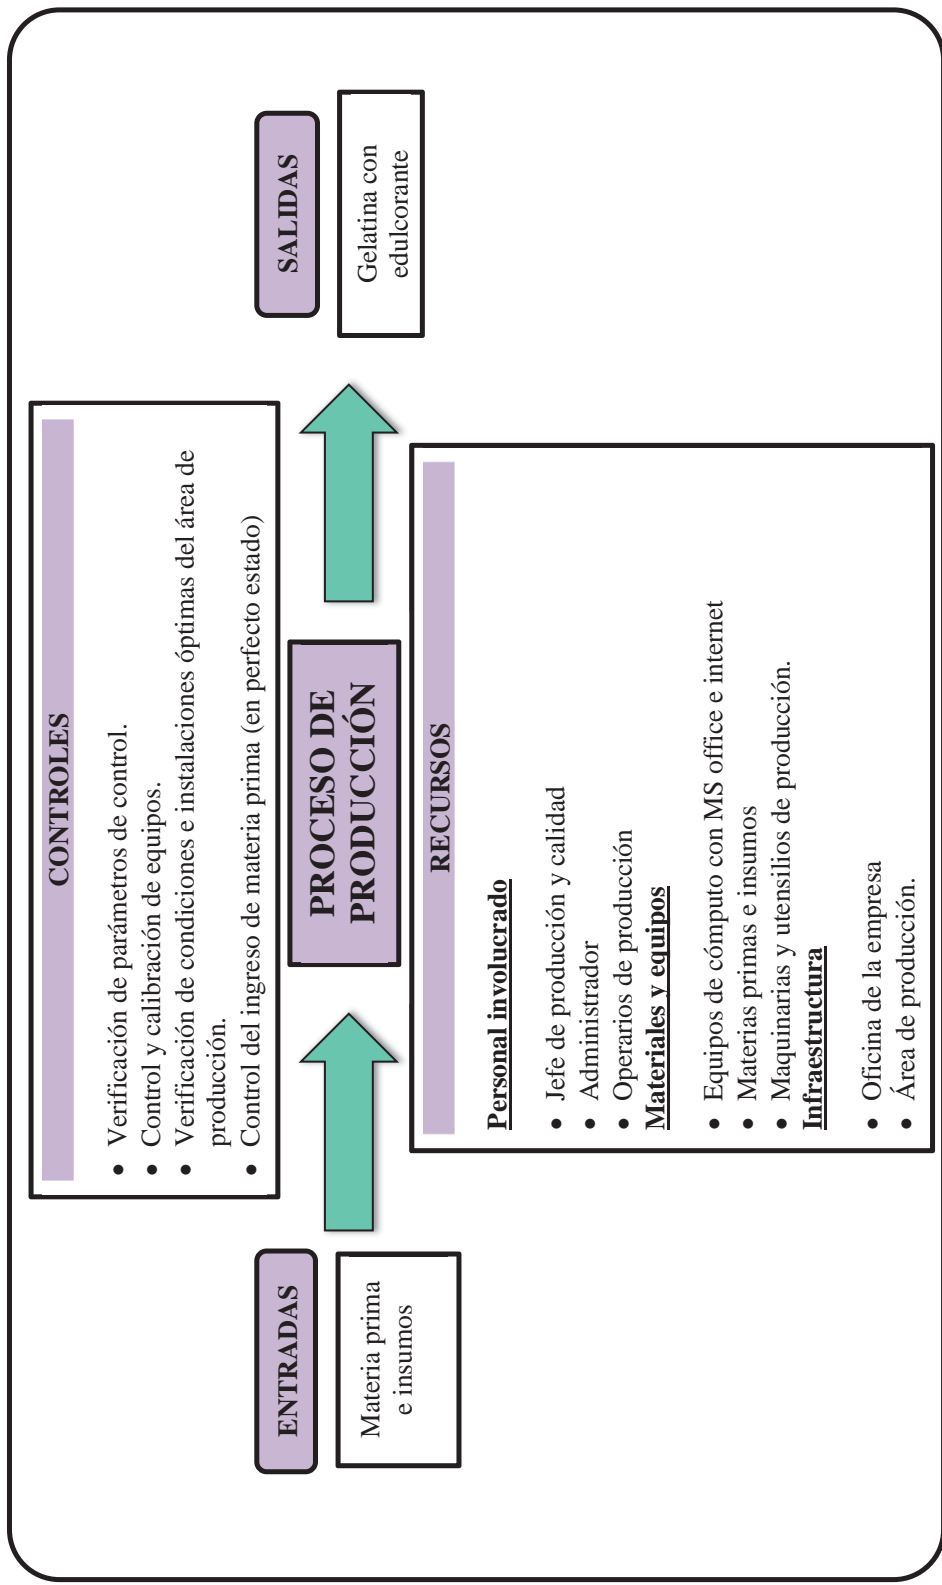 CONTROLES
• Verificación de parámetros de control.
• Control y calibración de equipos.
• Verificación de condiciones e instalaciones óptimas del área de
producción.
• Control del ingreso de materia prima (en perfecto estado)
ENTRADAS
Materia prima
e insumos
PROCESO DE
PRODUCCIÓN
SALIDAS
Gelatina con
edulcorante
RECURSOS
Personal involucrado
• Jefe de producción y calidad
• Administrador
• Operarios de producción
Materiales y equipos
• Equipos de cómputo con MS office e internet
• Materias primas e insumos
• Maquinarias y utensilios de producción.
Infraestructura
• Oficina de la empresa
• Área de producción.